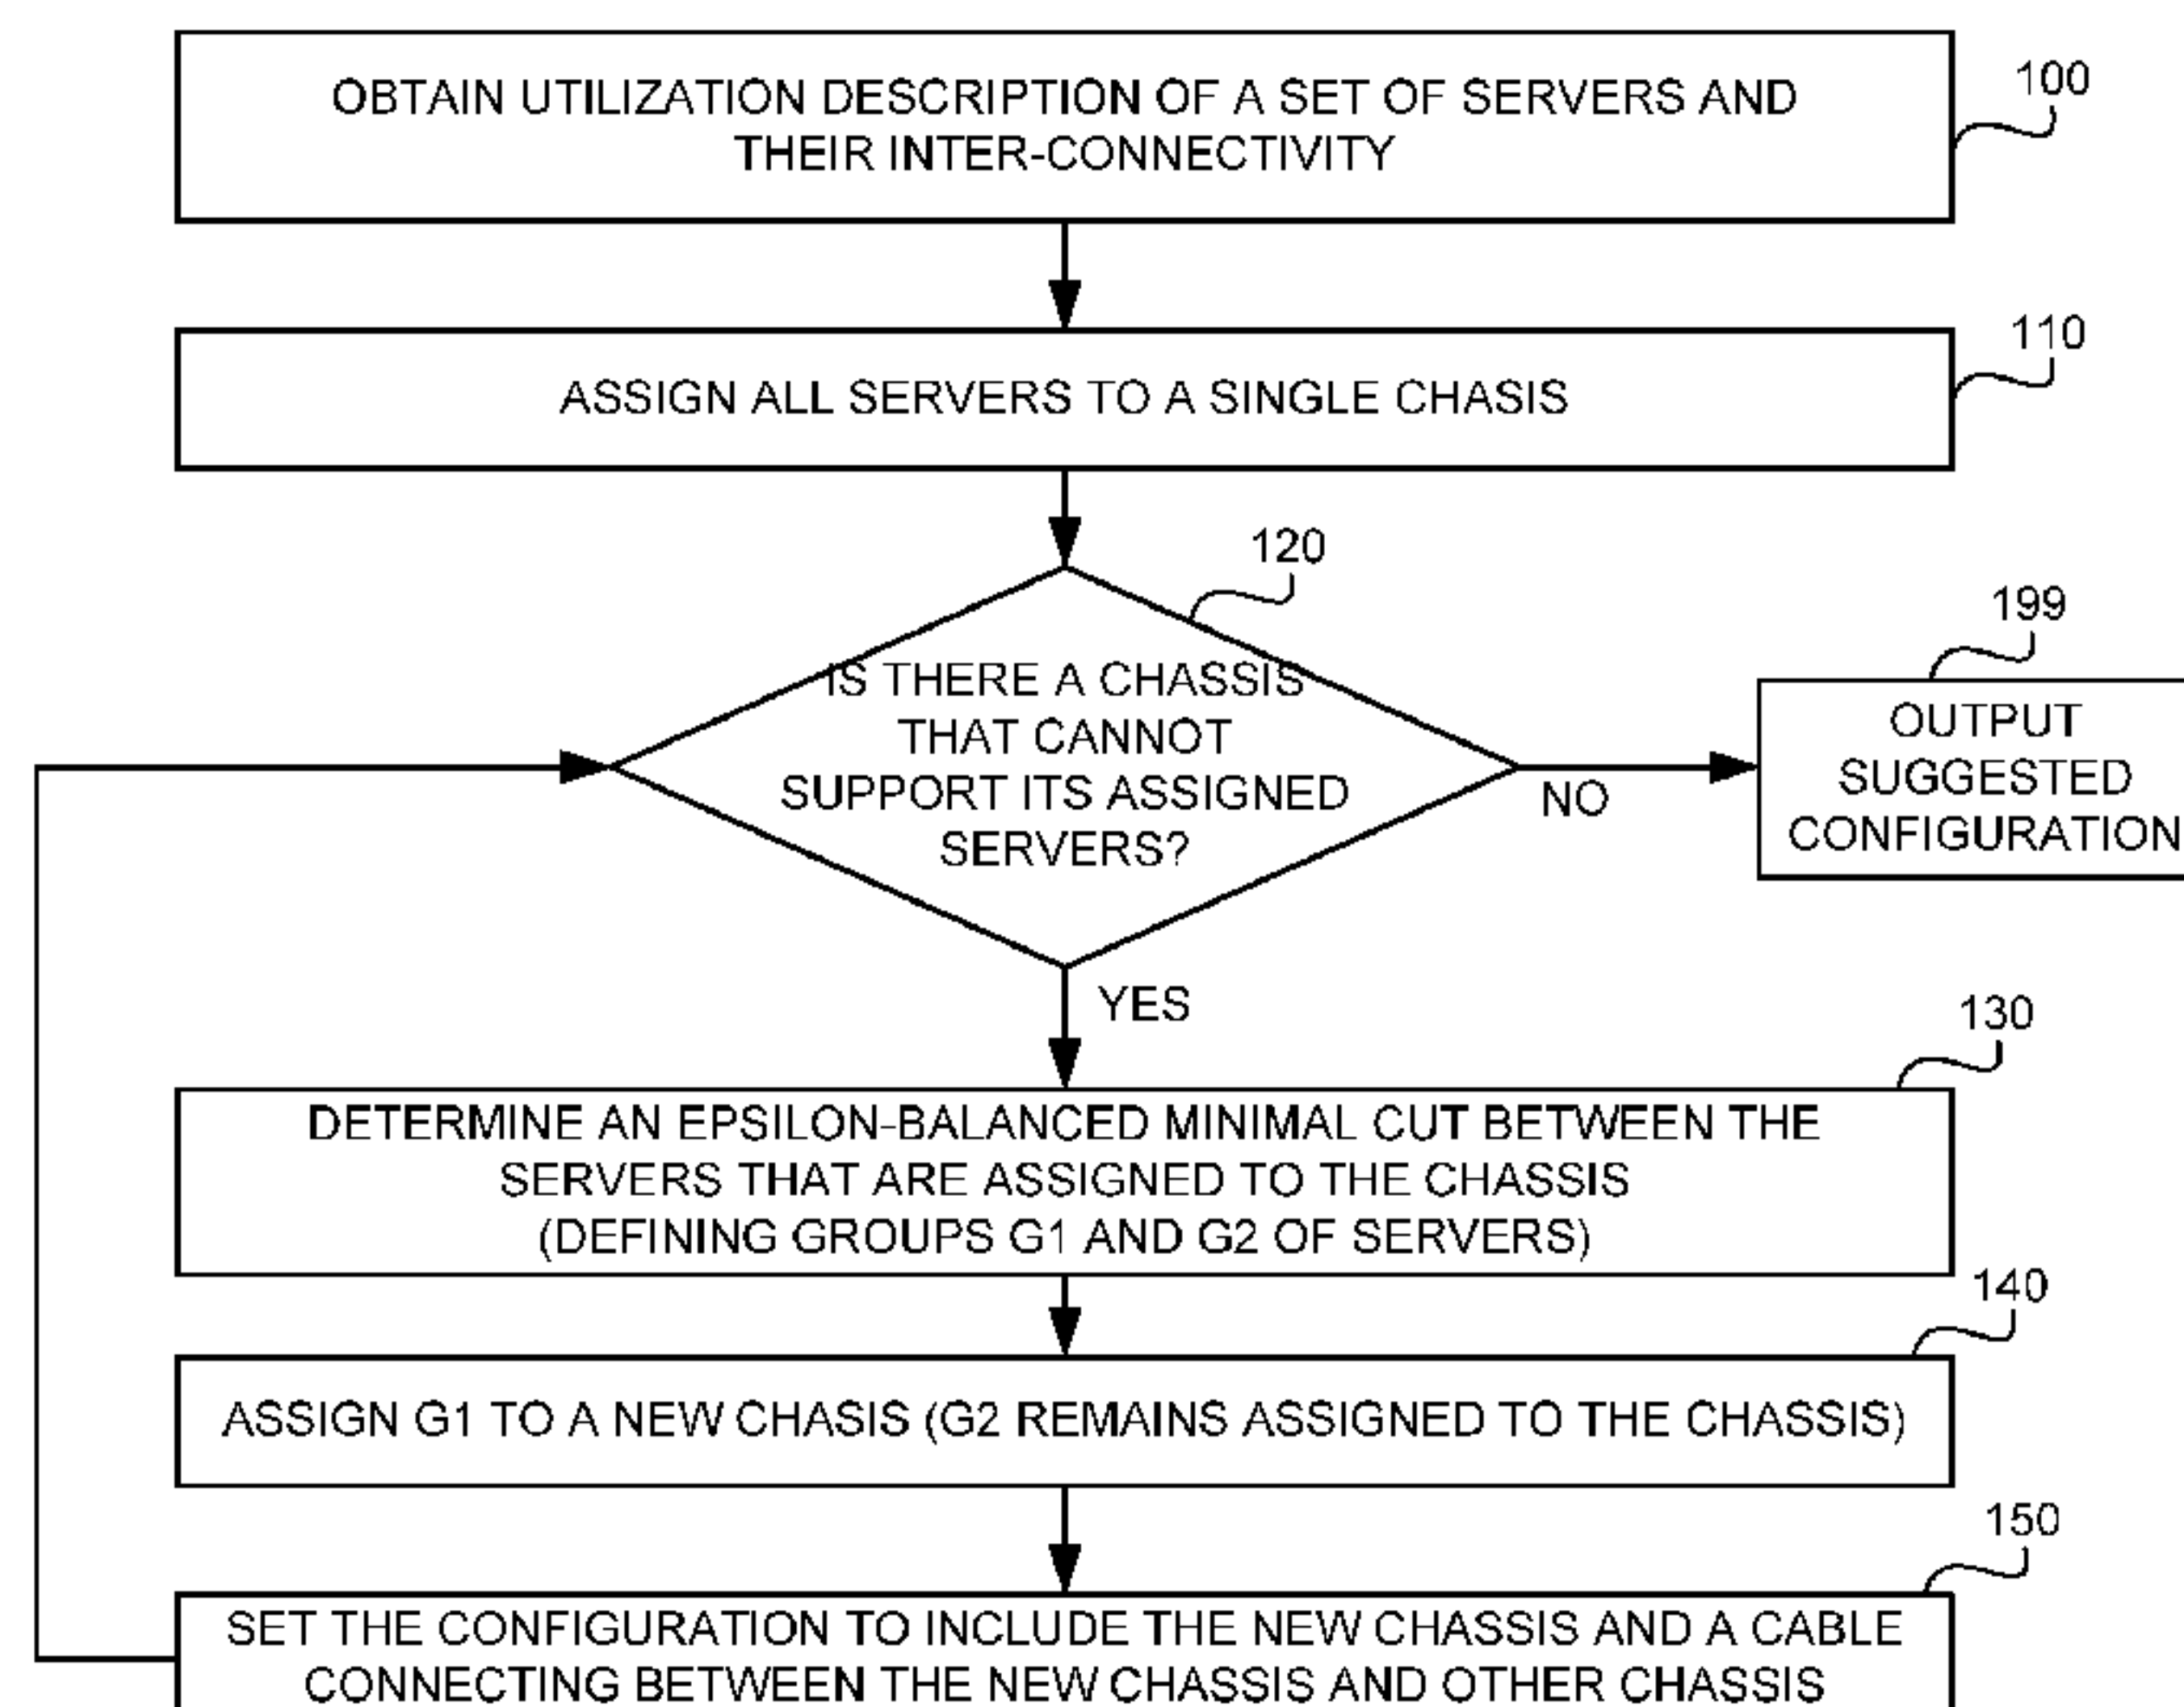 100
OBTAIN UTILIZATION DESCRIPTION OF A SET OF SERVERS AND
THEIR INTER-CONNECTIVITY
110
ASSIGN ALL SERVERS TO A SINGLE CHASIS
120
IS THERE A CHASSIS
THAT CANNOT
SUPPORT ITS ASSIGNED
SERVERS?
199
OUTPUT
SUGGESTED
CONFIGURATION
NO
YES
130
DETERMINE AN EPSILON-BALANCED MINIMAL CUT BETWEEN THE
SERVERS THAT ARE ASSIGNED TO THE CHASSIS
(DEFINING GROUPS G1 AND G2 OF SERVERS)
140
ASSIGN G1 TO A NEW CHASIS (G2 REMAINS ASSIGNED TO THE CHASSIS)
150
SET THE CONFIGURATION TO INCLUDE THE NEW CHASSIS AND A CABLE
CONNECTING BETWEEN THE NEW CHASSIS AND OTHER CHASSIS